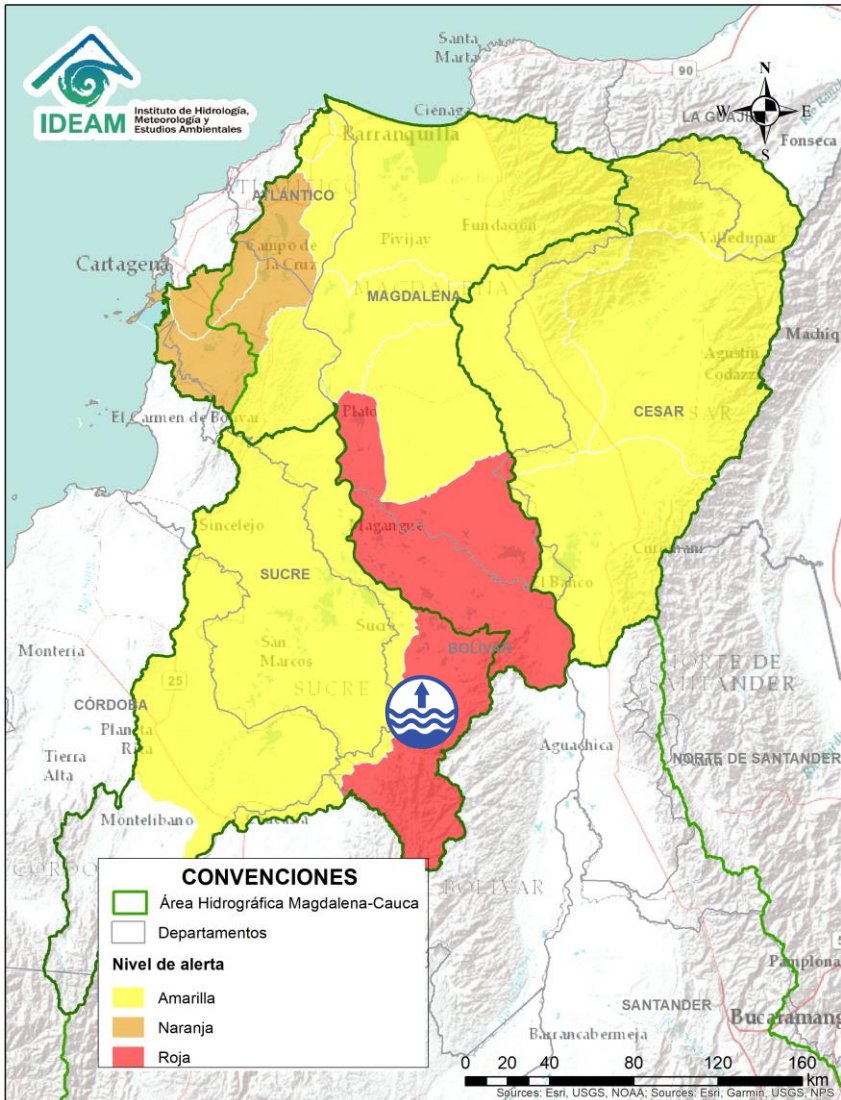 IDEAM
Instituto de Hidrología,
Meteorología y
Estudios Ambientales
Santa
Marta
90
N
W
E
S
LA GUAJIRA
Ciénaga
Barranquilla
Fonseca
ATLÁNTICO
Fundación
Valledupar
Pivijay
Campo de
la Cruz
Cartagena
MAGDALENA
MAGDALENA
Machiq
Agustín
Codazzi
CESAR
Plato
El Carmen de Bolívar
Sincelejo
Magangué
El Banco
SUCRE
Sucre
San
Marcos
SUCRE
BOLÍVAR
Montería
NORTE DE
SANTANDER
25
CÓRDOBA
Planeta
Rica
Aguachica
NORTE DE SANTANDER
Tierra
Alta
Montelibano
BOLÍVAR
CONVENCIONES
Área Hidrográfica Magdalena-Cauca
Departamentos
Nivel de alerta
Amarilla
Naranja
Roja
Pamplona
SANTANDER
Bucaramang
Barrancabermeja
0 20 40 80 120 160
km
Sources: Esri, USGS, NOAA; Sources: Esri, Garmin, USGS, NPS